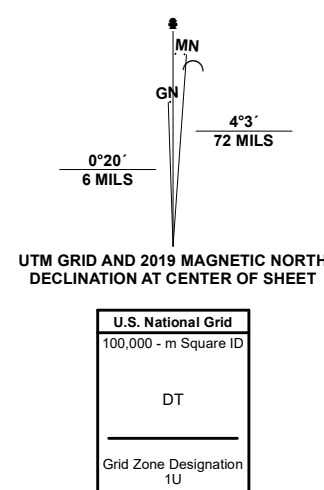 MN
GN
4°3´
72 MILS
0°20´
6 MILS
UTM GRID AND 2019 MAGNETIC NORTH
DECLINATION AT CENTER OF SHEET
U.S. National Grid
100,000 - m Square ID
DT
Grid Zone Designation
1U